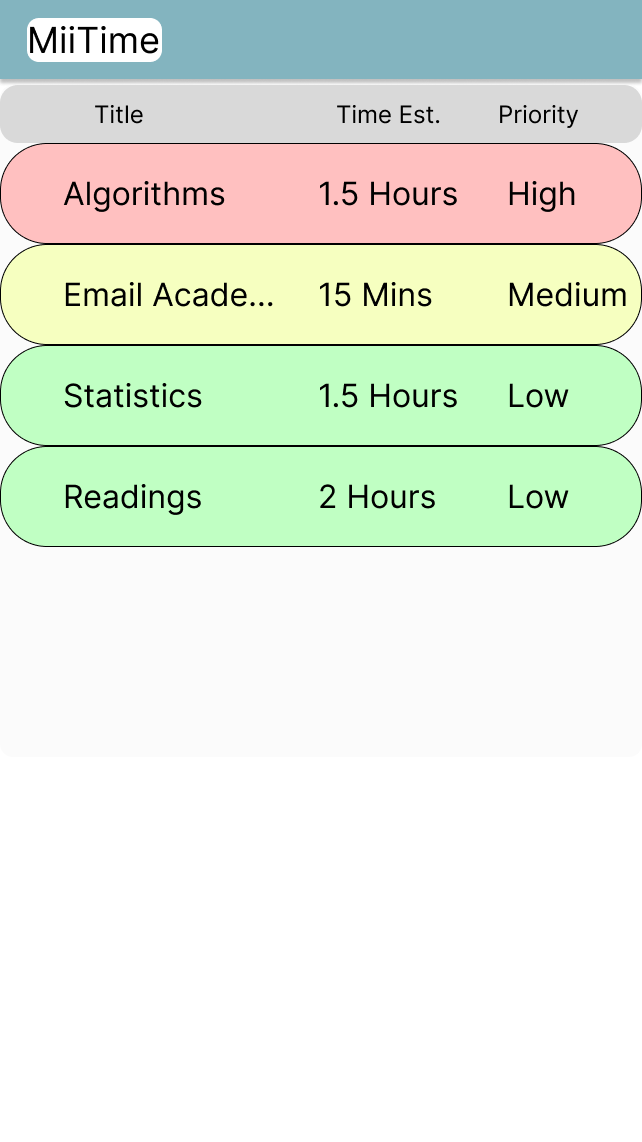 MiiTime
Title Time Est. Priority
Algorithms 1.5 Hours High
Email Acade... 15 Mins Medium
Statistics 1.5 Hours Low
Readings 2 Hours Low